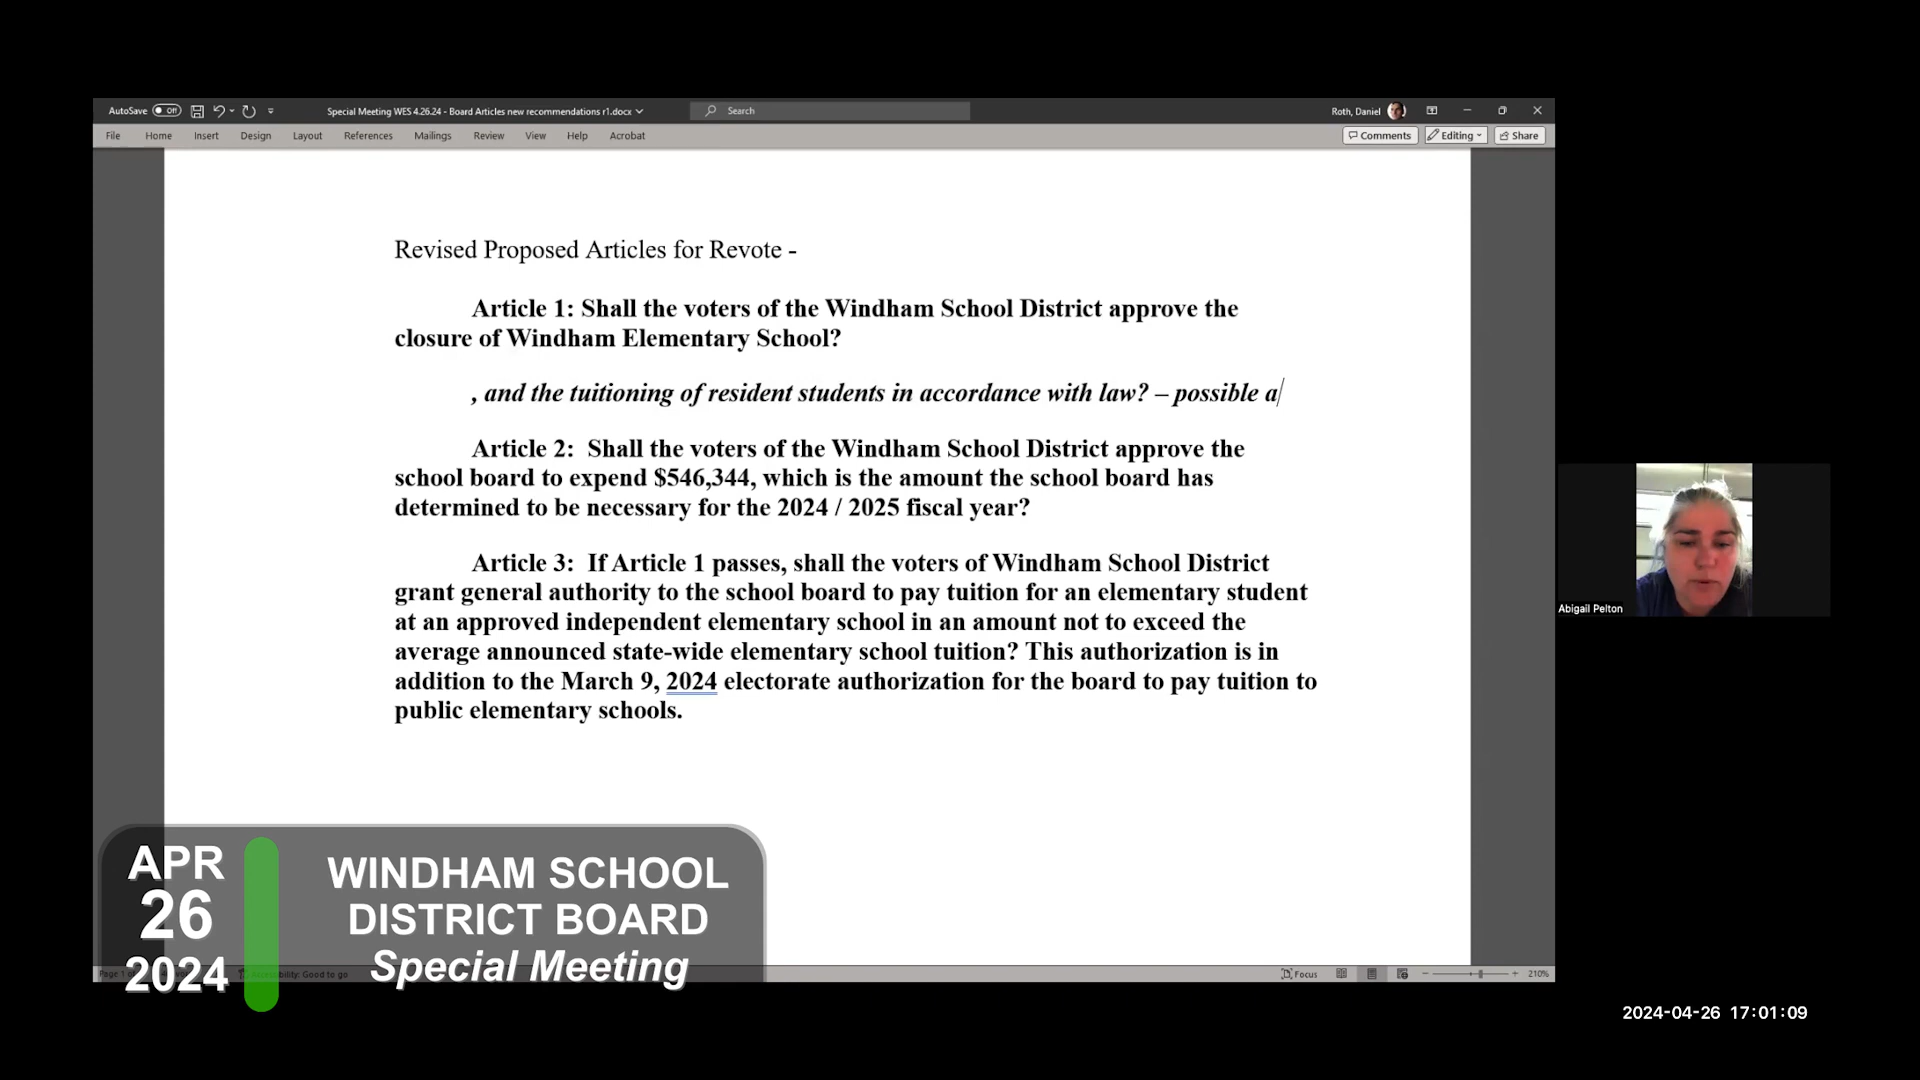 AutoSave Off Special Meeting WES 4.26.24 - Board Articles new recommendations r1.docx Search Roth, Daniel
File Home Insert Design Layout References Mailings Review View Help Acrobat Comments Editing Share
Revised Proposed Articles for Revote -
Article 1: Shall the voters of the Windham School District approve the
closure of Windham Elementary School?
, and the tuitioning of resident students in accordance with law? – possible a
Article 2: Shall the voters of the Windham School District approve the
school board to expend $546,344, which is the amount the school board has
determined to be necessary for the 2024 / 2025 fiscal year?
Article 3: If Article 1 passes, shall the voters of Windham School District
grant general authority to the school board to pay tuition for an elementary student
at an approved independent elementary school in an amount not to exceed the
average announced state-wide elementary school tuition? This authorization is in
addition to the March 9, 2024 electorate authorization for the board to pay tuition to
public elementary schools.
Abigail Pelton
APR
26
2024
WINDHAM SCHOOL
DISTRICT BOARD
Special Meeting
Accessibility: Good to go
Focus 210%
2024-04-26 17:01:09